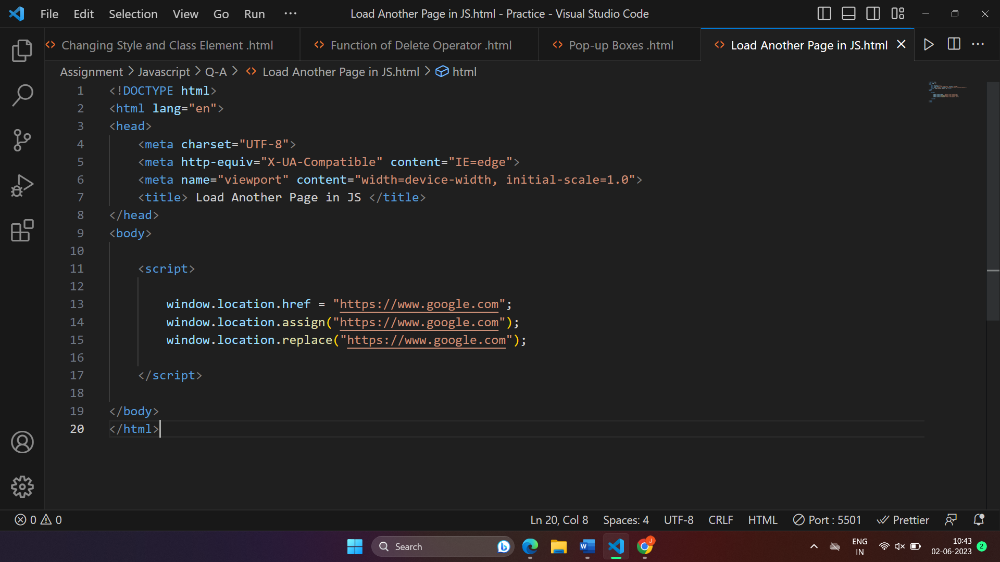 File Edit Selection View Go Run ··· Load Another Page in JS.html - Practice - Visual Studio Code
Changing Style and Class Element .html Function of Delete Operator .html Pop-up Boxes .html Load Another Page in JS.html
Assignment > Javascript > Q-A > Load Another Page in JS.html > html
1 <!DOCTYPE html>
2 <html lang="en">
3 <head>
4 <meta charset="UTF-8">
5 <meta http-equiv="X-UA-Compatible" content="IE=edge">
6 <meta name="viewport" content="width=device-width, initial-scale=1.0">
7 <title> Load Another Page in JS </title>
8 </head>
9 <body>
10
11 <script>
12
13 window.location.href = "https://www.google.com";
14 window.location.assign("https://www.google.com");
15 window.location.replace("https://www.google.com");
16
17 </script>
18
19 </body>
20 </html>
0 0 Ln 20, Col 8 Spaces: 4 UTF-8 CRLF HTML Port : 5501 Prettier
Search W J ENG 10:43
IN 02-06-2023 2